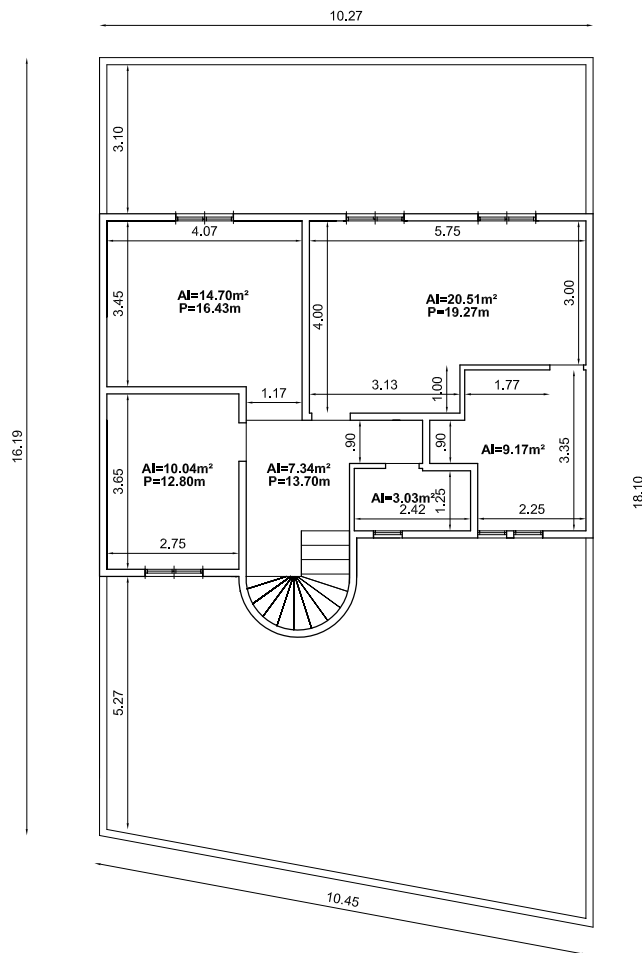 10.27
3.10
4.07
5.75
3.45
Al=14.70m²
P=16.43m
4.00
Al=20.51m²
P=19.27m
3.00
1.17
3.13
1.00
1.77
16.19
3.65
Al=10.04m²
P=12.80m
Al=7.34m²
P=13.70m
.90
.90
Al=9.17m²
3.35
18.10
Al=3.03m²
1.25
2.42
2.25
2.75
5.27
10.45